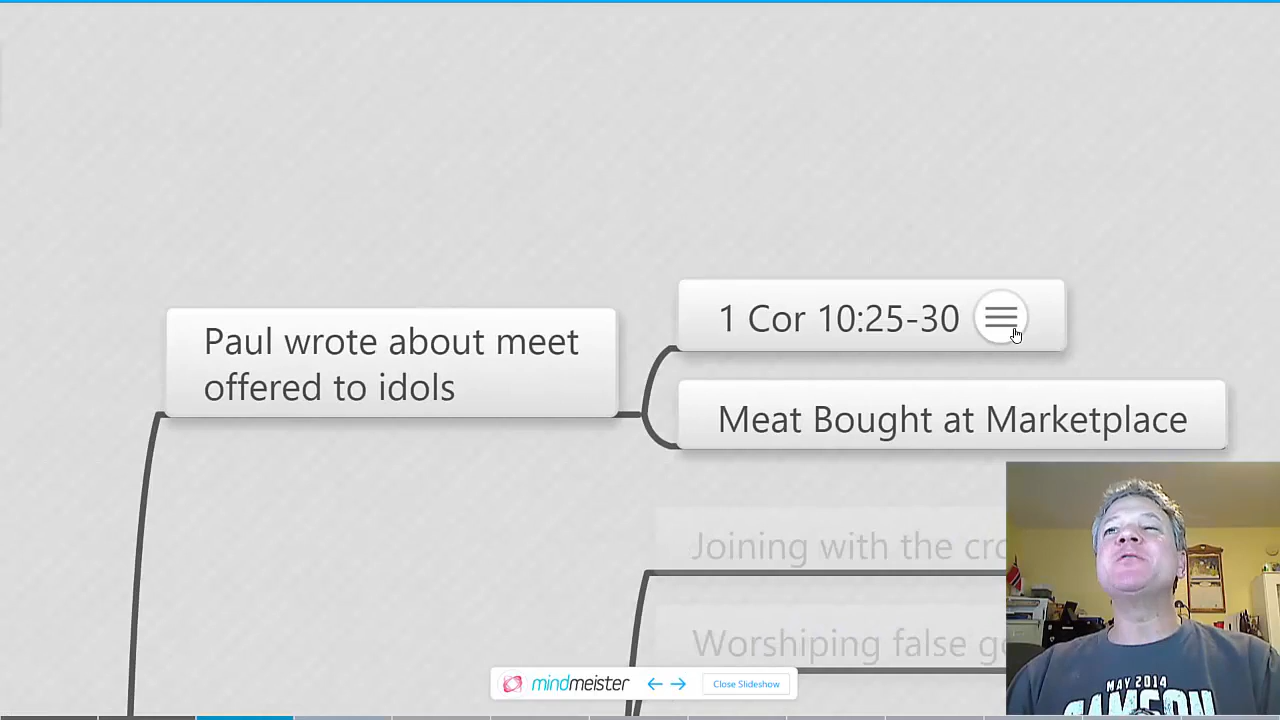 Paul wrote about meet
offered to idols
1 Cor 10:25-30
Meat Bought at Marketplace
Joining with the
Worshiping false
mindmeister
Close Slideshow
MAY 2014
SAMSON